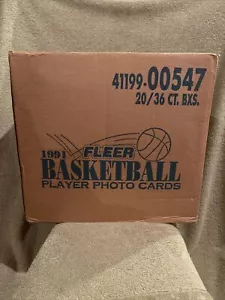 41199-00547
20/36 CT. BXS.
1991 FLEER
BASKETBALL
PLAYER PHOTO CARDS